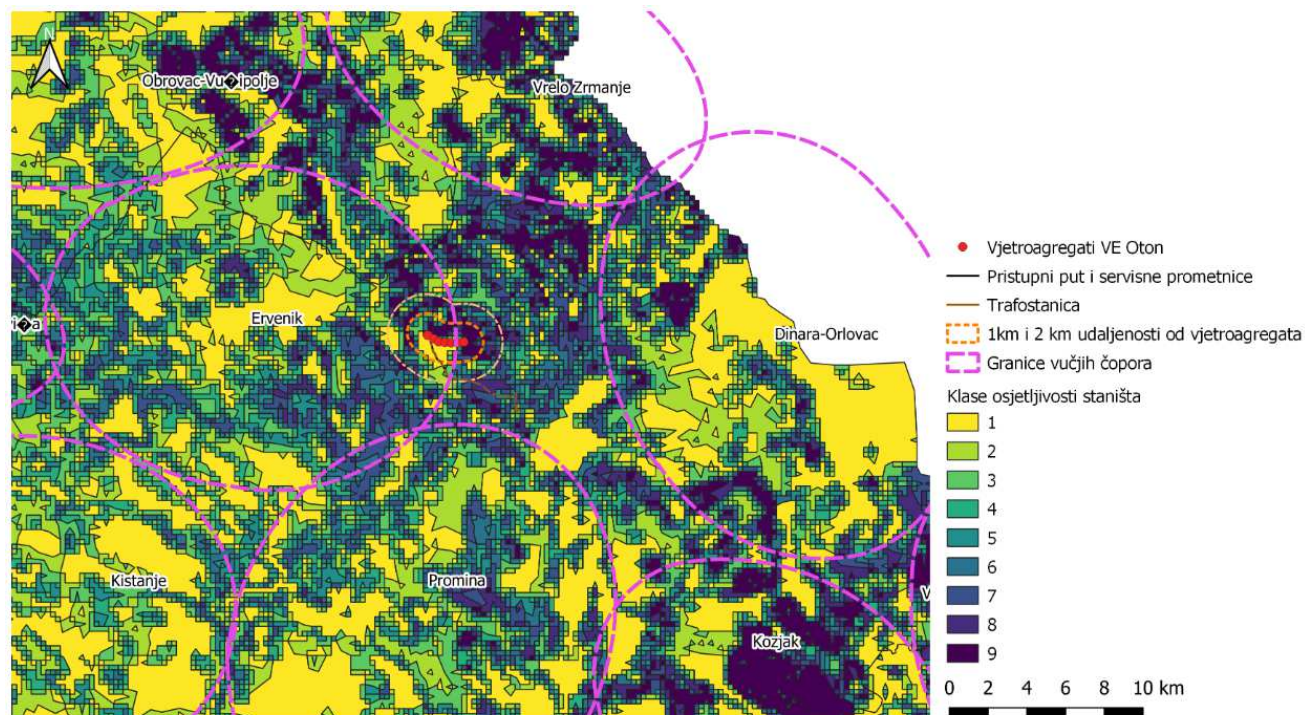 N
Obrovac-Vu�ipolje
Vrelo Zrmanje
Ervenik
ri�a
Dinara-Orlovac
Kistanje
Promina
Kozjak
V
Vjetroagregati VE Oton
Pristupni put i servisne prometnice
Trafostanica
1km i 2 km udaljenosti od vjetroagregata
Granice vučjih čopora
Klase osjetljivosti staništa
1
2
3
4
5
6
7
8
9
0 2 4 6 8 10 km